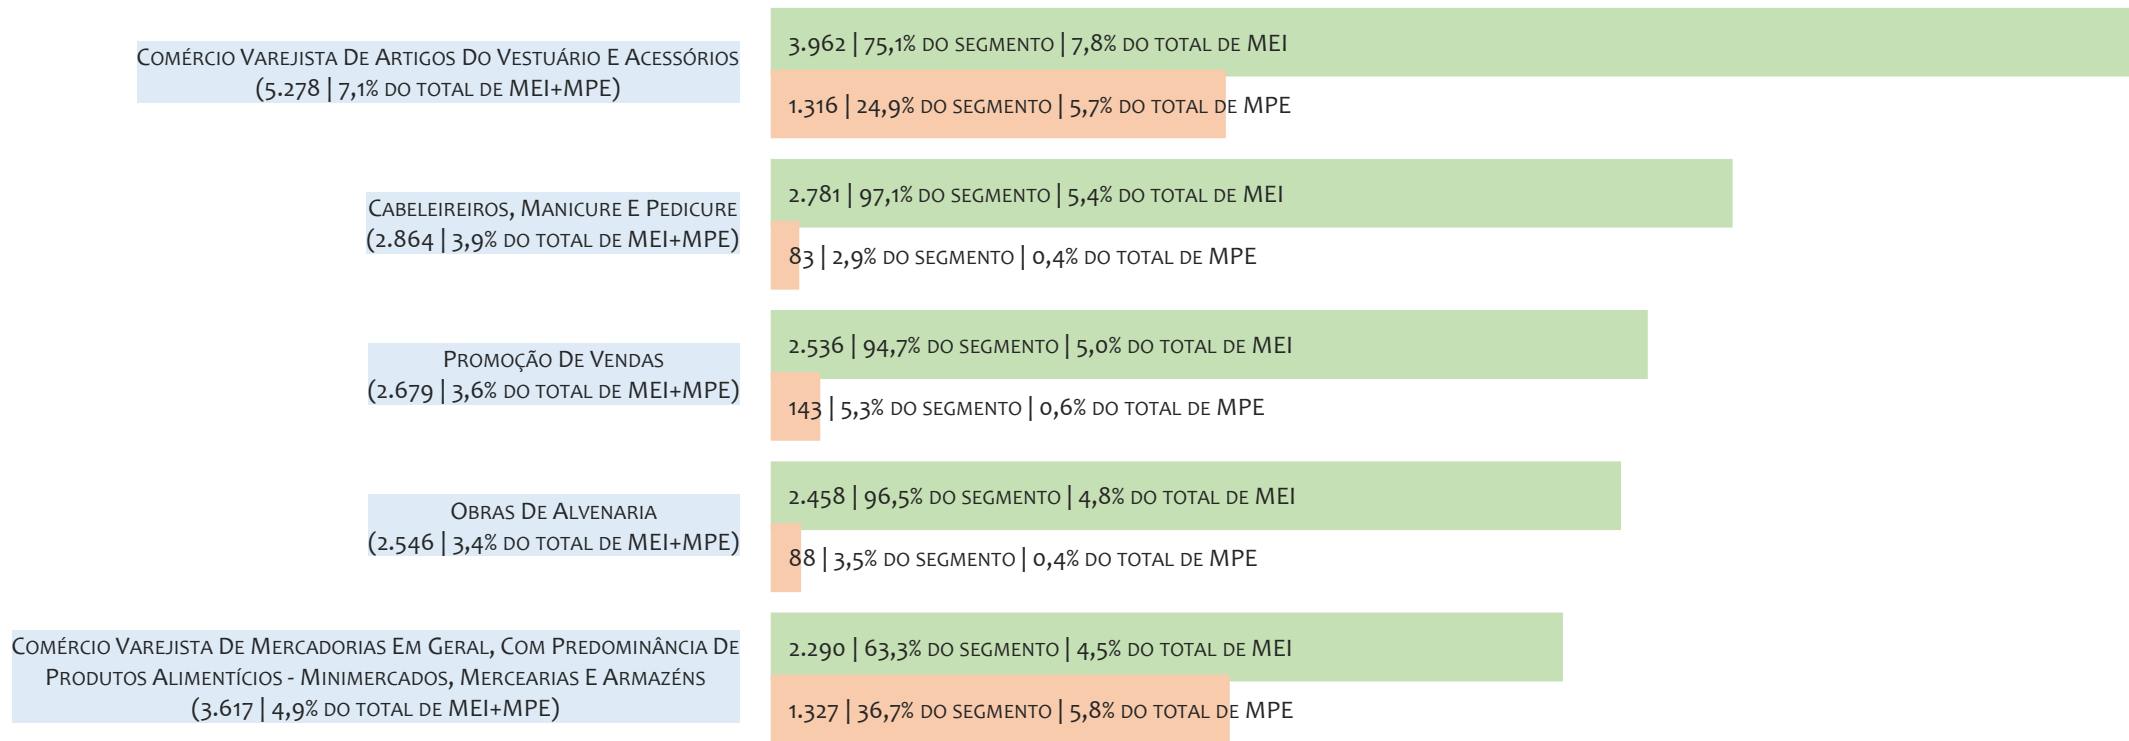 Comércio Varejista De Artigos Do Vestuário E Acessórios
(5.278 | 7,1% do total de MEI+MPE)
3.962 | 75,1% do segmento | 7,8% do total de MEI
1.316 | 24,9% do segmento | 5,7% do total de MPE
Cabeleireiros, Manicure E Pedicure
(2.864 | 3,9% do total de MEI+MPE)
2.781 | 97,1% do segmento | 5,4% do total de MEI
83 | 2,9% do segmento | 0,4% do total de MPE
Promoção De Vendas
(2.679 | 3,6% do total de MEI+MPE)
2.536 | 94,7% do segmento | 5,0% do total de MEI
143 | 5,3% do segmento | 0,6% do total de MPE
Obras De Alvenaria
(2.546 | 3,4% do total de MEI+MPE)
2.458 | 96,5% do segmento | 4,8% do total de MEI
88 | 3,5% do segmento | 0,4% do total de MPE
Comércio Varejista De Mercadorias Em Geral, Com Predominância De
Produtos Alimentícios - Minimercados, Mercearias E Armazéns
(3.617 | 4,9% do total de MEI+MPE)
2.290 | 63,3% do segmento | 4,5% do total de MEI
1.327 | 36,7% do segmento | 5,8% do total de MPE